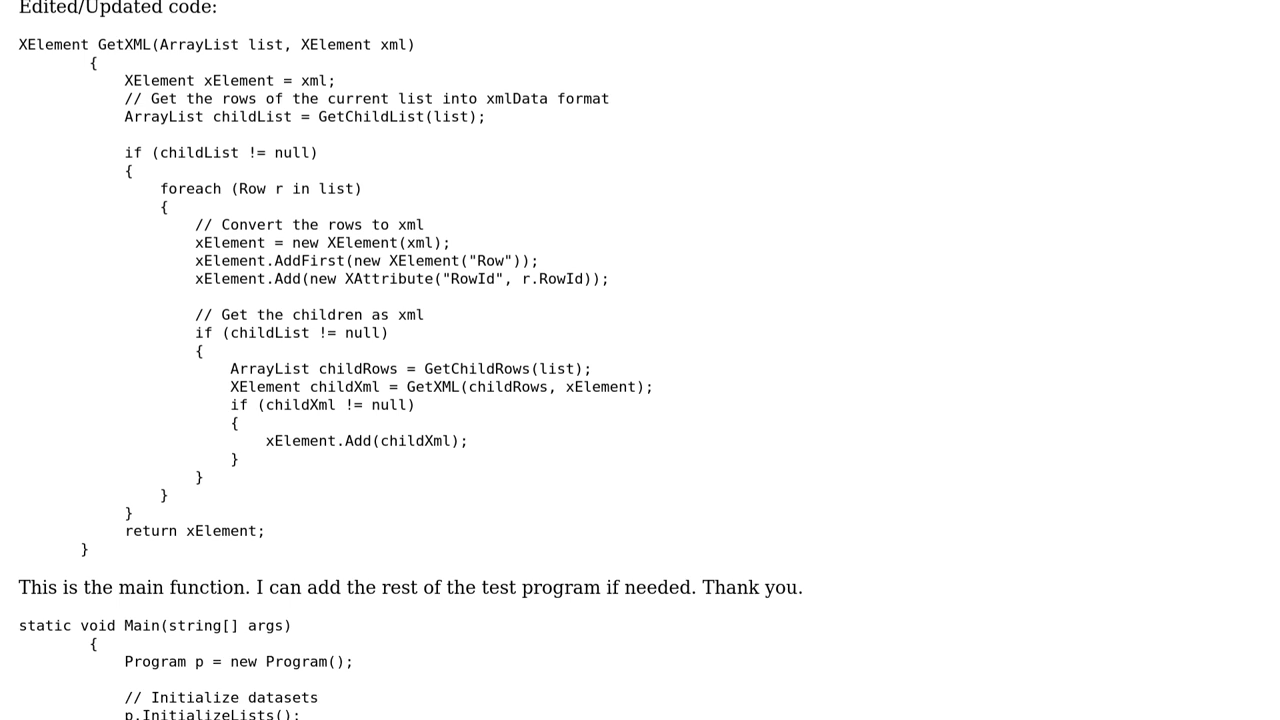 Edited/Updated code:
XElement GetXML(ArrayList list, XElement xml)
{
XElement xElement = xml;
// Get the rows of the current list into xmlData format
ArrayList childList = GetChildList(list);
if (childList != null)
{
foreach (Row r in list)
{
// Convert the rows to xml
xElement = new XElement(xml);
xElement.AddFirst(new XElement("Row"));
xElement.Add(new XAttribute("RowId", r.RowId));
// Get the children as xml
if (childList != null)
{
ArrayList childRows = GetChildRows(list);
XElement childXml = GetXML(childRows, xElement);
if (childXml != null)
{
xElement.Add(childXml);
}
}
}
}
return xElement;
}
This is the main function. I can add the rest of the test program if needed. Thank you.
static void Main(string[] args)
{
Program p = new Program();
// Initialize datasets
p.InitializeLists();